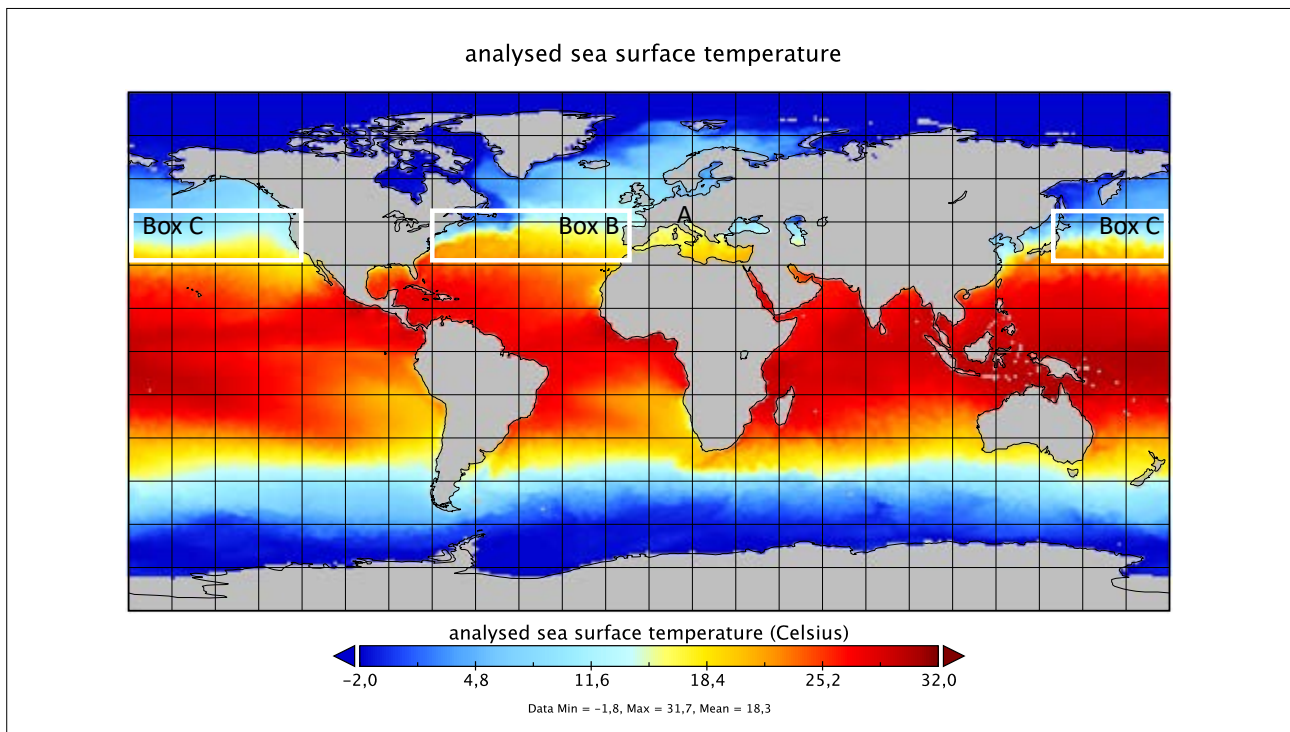 analysed sea surface temperature
A
Box C Box B Box C
analysed sea surface temperature (Celsius)
−2,0 4,8 11,6 18,4 25,2 32,0
Data Min = −1,8, Max = 31,7, Mean = 18,3